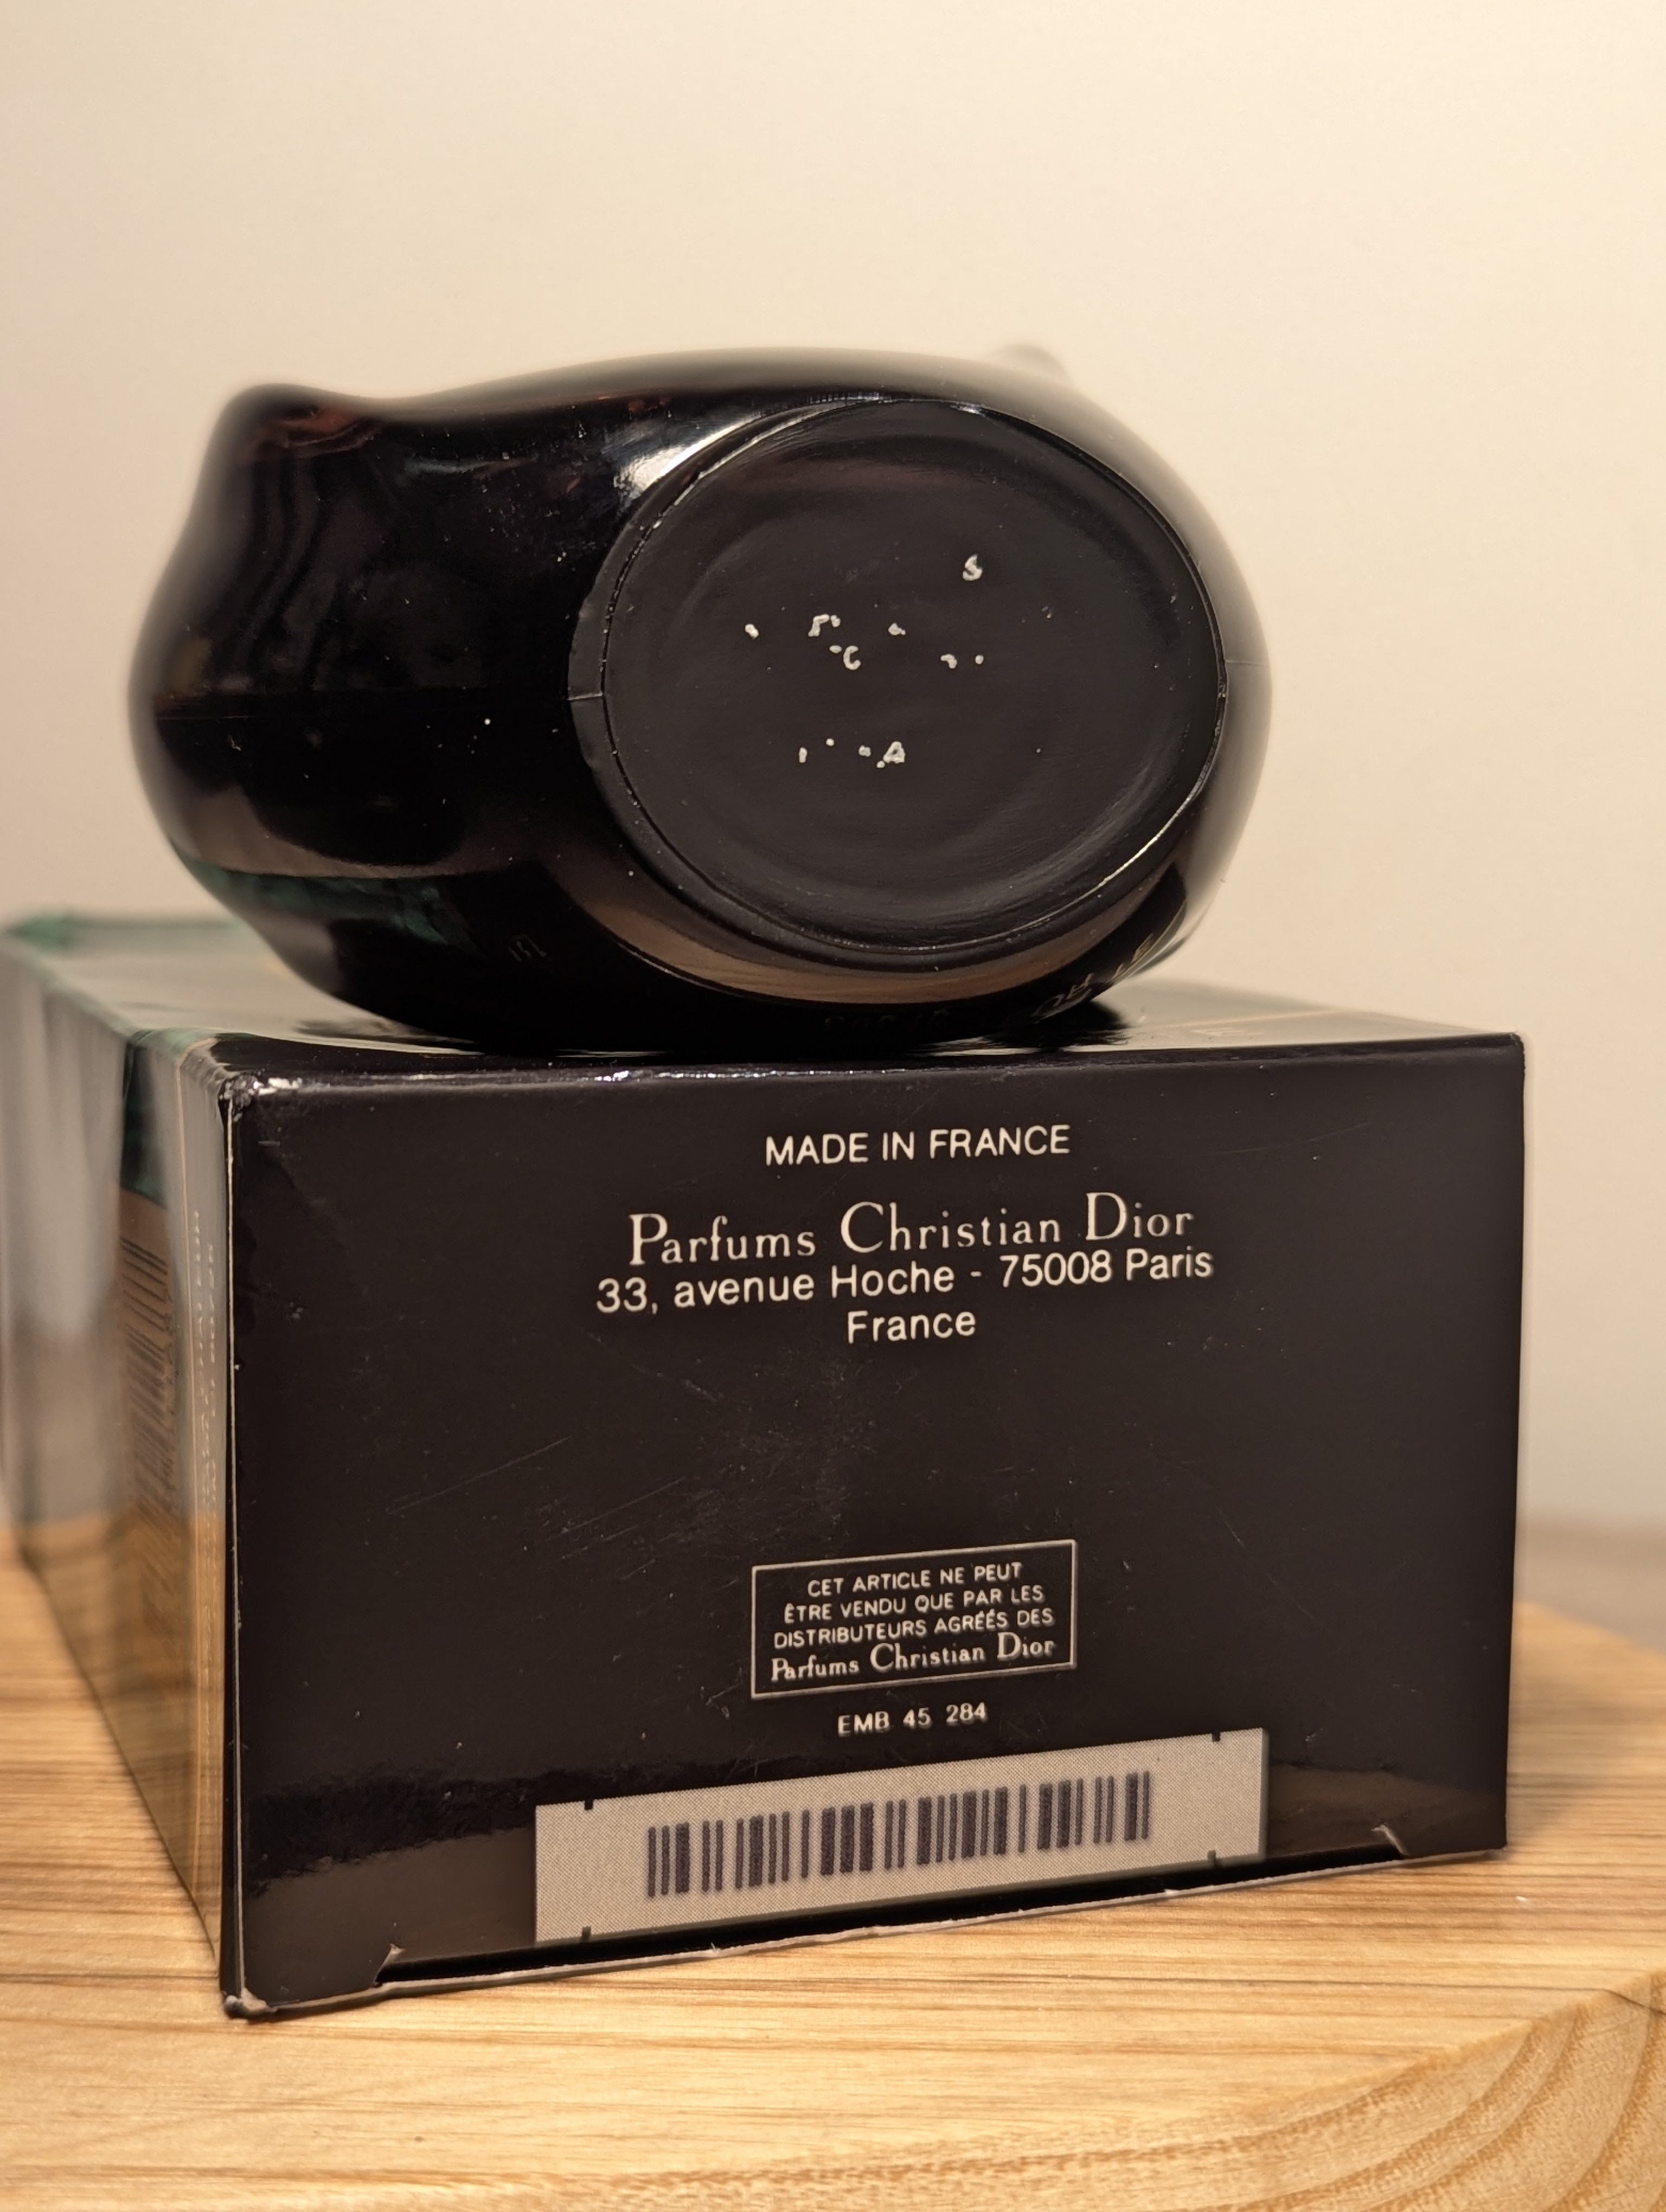 MADE IN FRANCE
Parfums Christian Dior
33, avenue Hoche - 75008 Paris
France
CET ARTICLE NE PEUT
ÊTRE VENDU QUE PAR LES
DISTRIBUTEURS AGRÉÉS DES
Parfums Christian Dior
EMB 45 284